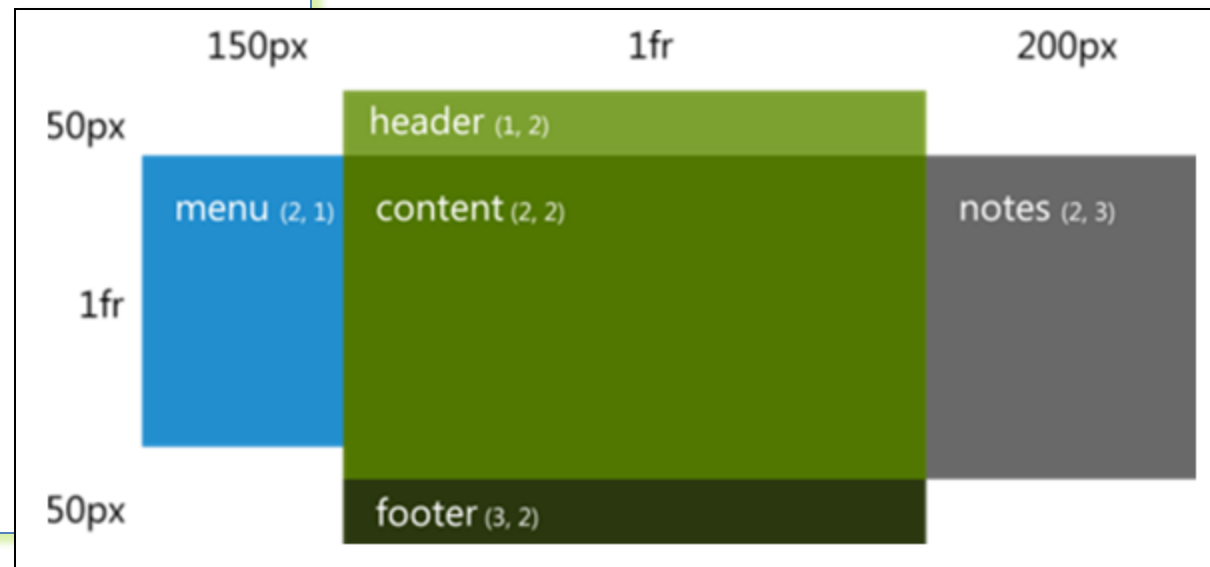 150px 1fr 200px
50px header (1, 2)
menu (2, 1) content (2, 2) notes (2, 3)
1fr
50px footer (3, 2)